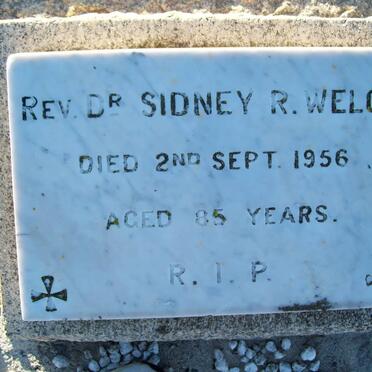 REV. DR SIDNEY R. WELC
DIED 2ND SEPT. 1956
AGED 85 YEARS.
R. I. P.